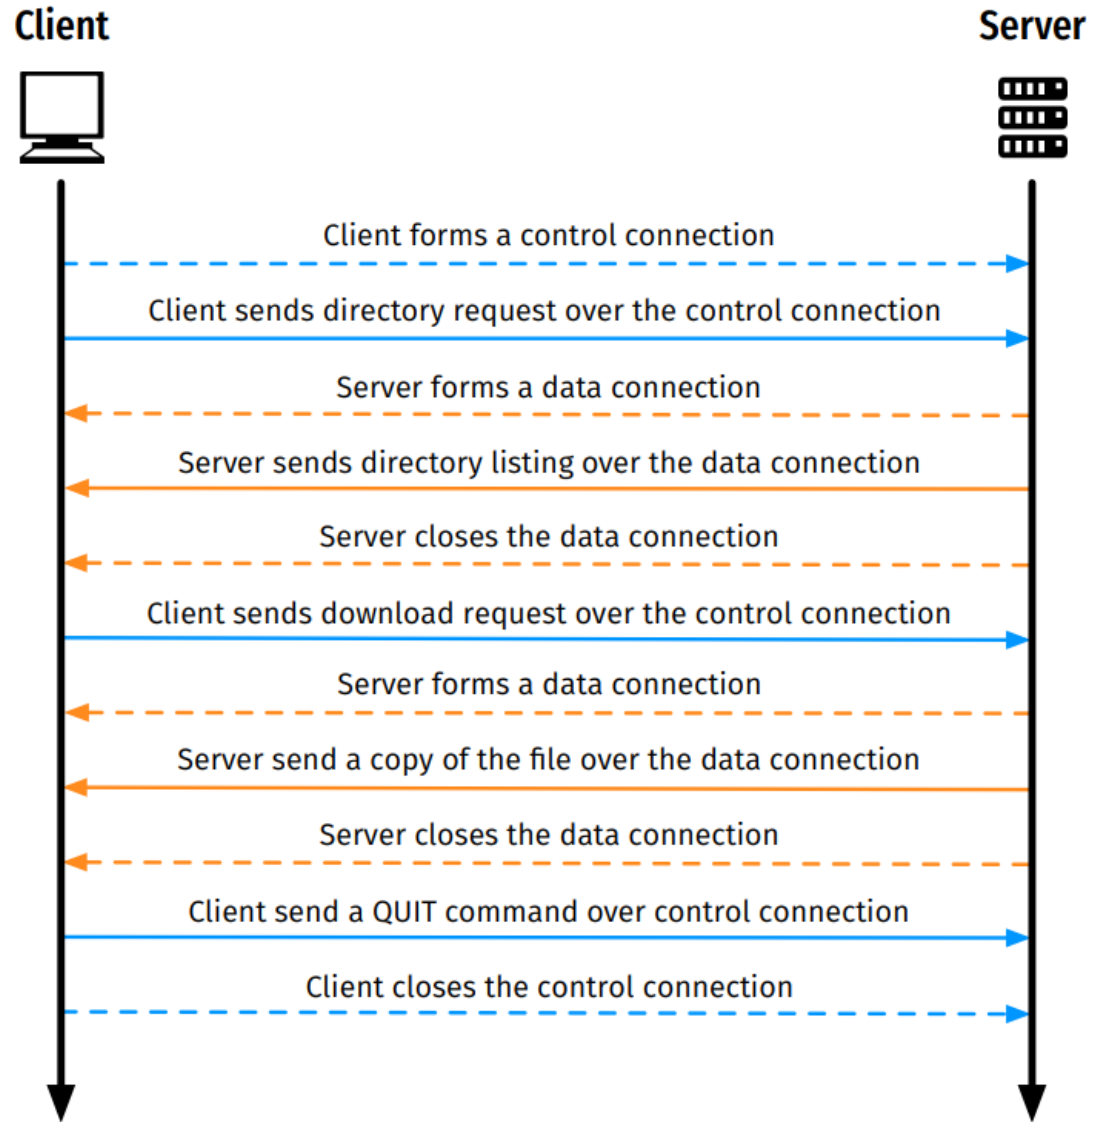 Client
Server
Client forms a control connection
Client sends directory request over the control connection
Server forms a data connection
Server sends directory listing over the data connection
Server closes the data connection
Client sends download request over the control connection
Server forms a data connection
Server send a copy of the file over the data connection
Server closes the data connection
Client send a QUIT command over control connection
Client closes the control connection